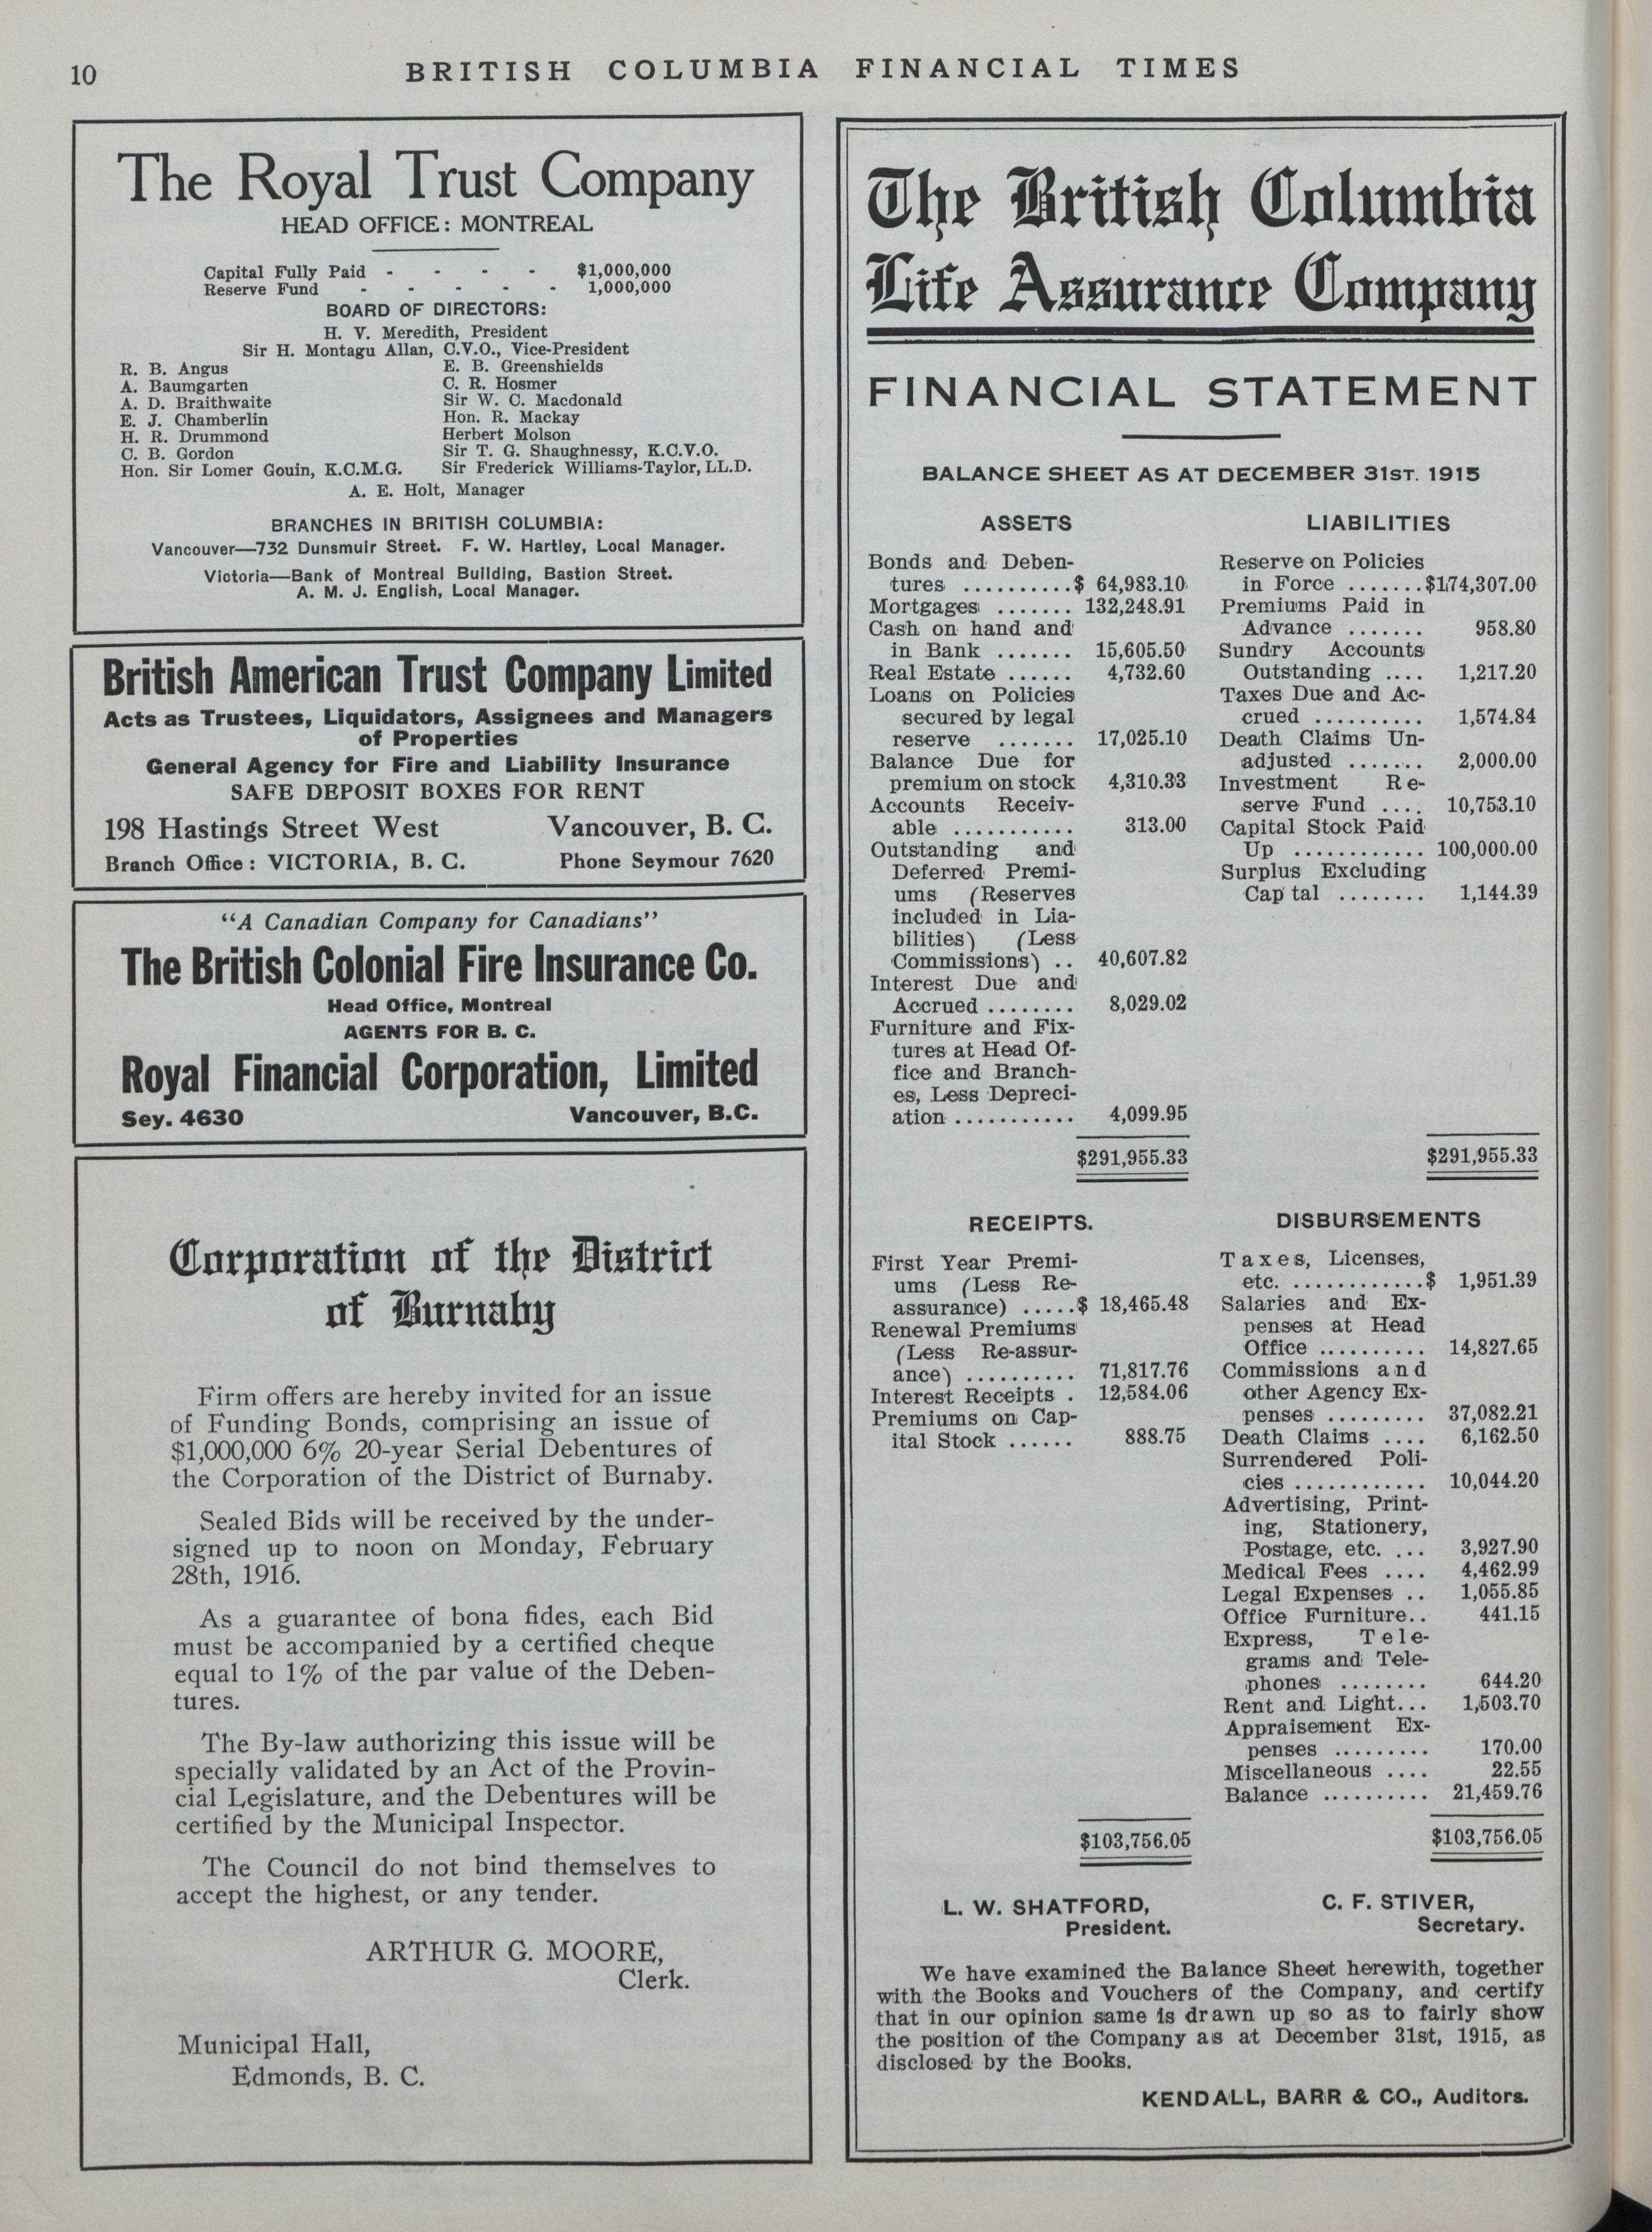 10
BRITISH COLUMBIA FINANCIAL TIMES
The Royal Trust Company
HEAD OFFICE: MONTREAL
Capital Fully Paid - - - - $1,000,000
Reserve Fund - - - - - 1,000,000
BOARD OF DIRECTORS:
H. V. Meredith, President
Sir H. Montagu Allan, C.V.O., Vice-President
R. B. Angus E. B. Greenshields
A. Baumgarten C. R. Hosmer
A. D. Braithwaite Sir W. C. Macdonald
E. J. Chamberlin Hon. R. Mackay
H. R. Drummond Herbert Molson
C. B. Gordon Sir T. G. Shaughnessy, K.C.V.O.
Hon. Sir Lomer Gouin, K.C.M.G. Sir Frederick Williams-Taylor, LL.D.
A. E. Holt, Manager
BRANCHES IN BRITISH COLUMBIA:
Vancouver—732 Dunsmuir Street. F. W. Hartley, Local Manager.
Victoria—Bank of Montreal Building, Bastion Street.
A. M. J. English, Local Manager.
British American Trust Company Limited
Acts as Trustees, Liquidators, Assignees and Managers
of Properties
General Agency for Fire and Liability Insurance
SAFE DEPOSIT BOXES FOR RENT
198 Hastings Street West Vancouver, B. C.
Branch Office: VICTORIA, B. C. Phone Seymour 7620
"A Canadian Company for Canadians"
The British Colonial Fire Insurance Co.
Head Office, Montreal
AGENTS FOR B. C.
Royal Financial Corporation, Limited
Sey. 4630 Vancouver, B.C.
Corporation of the District
of Burnaby
Firm offers are hereby invited for an issue
of Funding Bonds, comprising an issue of
$1,000,000 6% 20-year Serial Debentures of
the Corporation of the District of Burnaby.
Sealed Bids will be received by the under-
signed up to noon on Monday, February
28th, 1916.
As a guarantee of bona fides, each Bid
must be accompanied by a certified cheque
equal to 1% of the par value of the Deben-
tures.
The By-law authorizing this issue will be
specially validated by an Act of the Provin-
cial Legislature, and the Debentures will be
certified by the Municipal Inspector.
The Council do not bind themselves to
accept the highest, or any tender.
ARTHUR G. MOORE,
Clerk.
Municipal Hall,
Edmonds, B. C.
The British Columbia
Life Assurance Company
FINANCIAL STATEMENT
BALANCE SHEET AS AT DECEMBER 31ST. 1915
ASSETS
Bonds and Deben-
tures ..........$ 64,983.10
Mortgages ....... 132,248.91
Cash on hand and
in Bank ....... 15,605.50
Real Estate ...... 4,732.60
Loans on Policies
secured by legal
reserve ....... 17,025.10
Balance Due for
premium on stock 4,310.33
Accounts Receiv-
able ........... 313.00
Outstanding and
Deferred Premi-
ums (Reserves
included in Lia-
bilities) (Less
Commissions) .. 40,607.82
Interest Due and
Accrued ........ 8,029.02
Furniture and Fix-
tures at Head Of-
fice and Branch-
es, Less Depreci-
ation ........... 4,099.95
$291,955.33
LIABILITIES
Reserve on Policies
in Force .......$174,307.00
Premiums Paid in
Advance ....... 958.80
Sundry Accounts
Outstanding .... 1,217.20
Taxes Due and Ac-
crued .......... 1,574.84
Death Claims Un-
adjusted ....... 2,000.00
Investment Re-
serve Fund .... 10,753.10
Capital Stock Paid
Up ............ 100,000.00
Surplus Excluding
Cap tal ........ 1,144.39
$291,955.33
RECEIPTS.
First Year Premi-
ums (Less Re-
assurance) .....$ 18,465.48
Renewal Premiums
(Less Re-assur-
ance) .......... 71,817.76
Interest Receipts . 12,584.06
Premiums on Cap-
ital Stock ...... 888.75
$103,756.05
DISBURSEMENTS
Taxes, Licenses,
etc. ............$ 1,951.39
Salaries and Ex-
penses at Head
Office .......... 14,827.65
Commissions and
other Agency Ex-
penses ......... 37,082.21
Death Claims .... 6,162.50
Surrendered Poli-
cies ............ 10,044.20
Advertising, Print-
ing, Stationery,
Postage, etc. ... 3,927.90
Medical Fees .... 4,462.99
Legal Expenses .. 1,055.85
Office Furniture.. 441.15
Express, Tele-
grams and Tele-
phones ........ 644.20
Rent and Light... 1,503.70
Appraisement Ex-
penses ......... 170.00
Miscellaneous .... 22.55
Balance .......... 21,459.76
$103,756.05
L. W. SHATFORD,
President.
C. F. STIVER,
Secretary.
We have examined the Balance Sheet herewith, together
with the Books and Vouchers of the Company, and certify
that in our opinion same is drawn up so as to fairly show
the position of the Company as at December 31st, 1915, as
disclosed by the Books.
KENDALL, BARR & CO., Auditors.